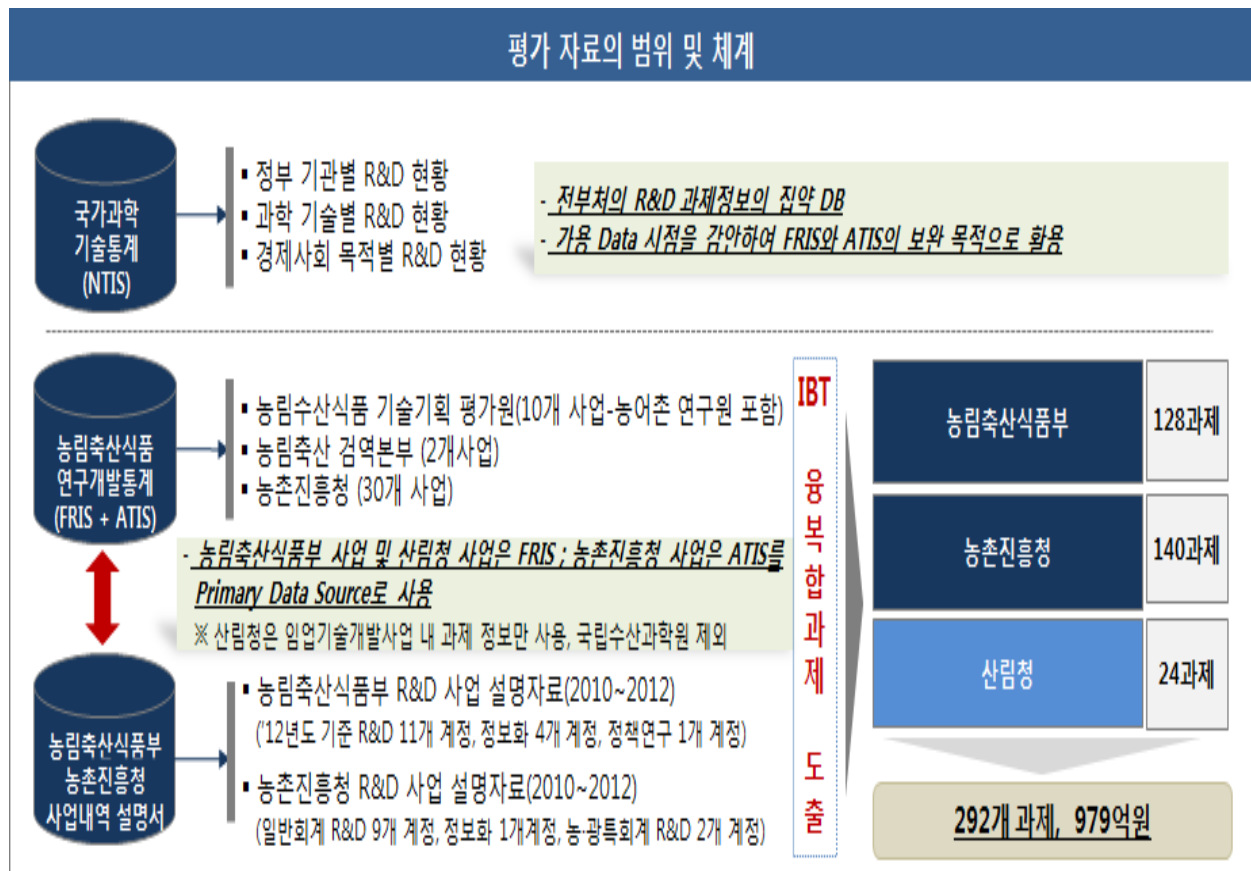 평가 자료의 범위 및 체계
국가과학
기술통계
(NTIS)
▪ 정부 기관별 R&D 현황
▪ 과학 기술별 R&D 현황
▪ 경제사회 목적별 R&D 현황
- 전부처의 R&D 과제정보의 집약 DB
- 가용 Data 시점을 감안하여 FRIS와 ATIS의 보완 목적으로 활용
농림축산식품
연구개발통계
(FRIS + ATIS)
▪ 농림수산식품 기술기획 평가원(10개 사업-농어촌 연구원 포함)
▪ 농림축산 검역본부 (2개사업)
▪ 농촌진흥청 (30개 사업)
- 농림축산식품부 사업 및 산림청 사업은 FRIS ; 농촌진흥청 사업은 ATIS를
Primary Data Source로 사용
※ 산림청은 임업기술개발사업 내 과제 정보만 사용, 국립수산과학원 제외
농림축산식품부
농촌진흥청
사업내역 설명서
▪ 농림축산식품부 R&D 사업 설명자료(2010~2012)
('12년도 기준 R&D 11개 계정, 정보화 4개 계정, 정책연구 1개 계정)
▪ 농촌진흥청 R&D 사업 설명자료(2010~2012)
(일반회계 R&D 9개 계정, 정보화 1개계정, 농·광특회계 R&D 2개 계정)
IBT 융복합과제 도출
농림축산식품부
128과제
농촌진흥청
140과제
산림청
24과제
292개 과제, 979억원